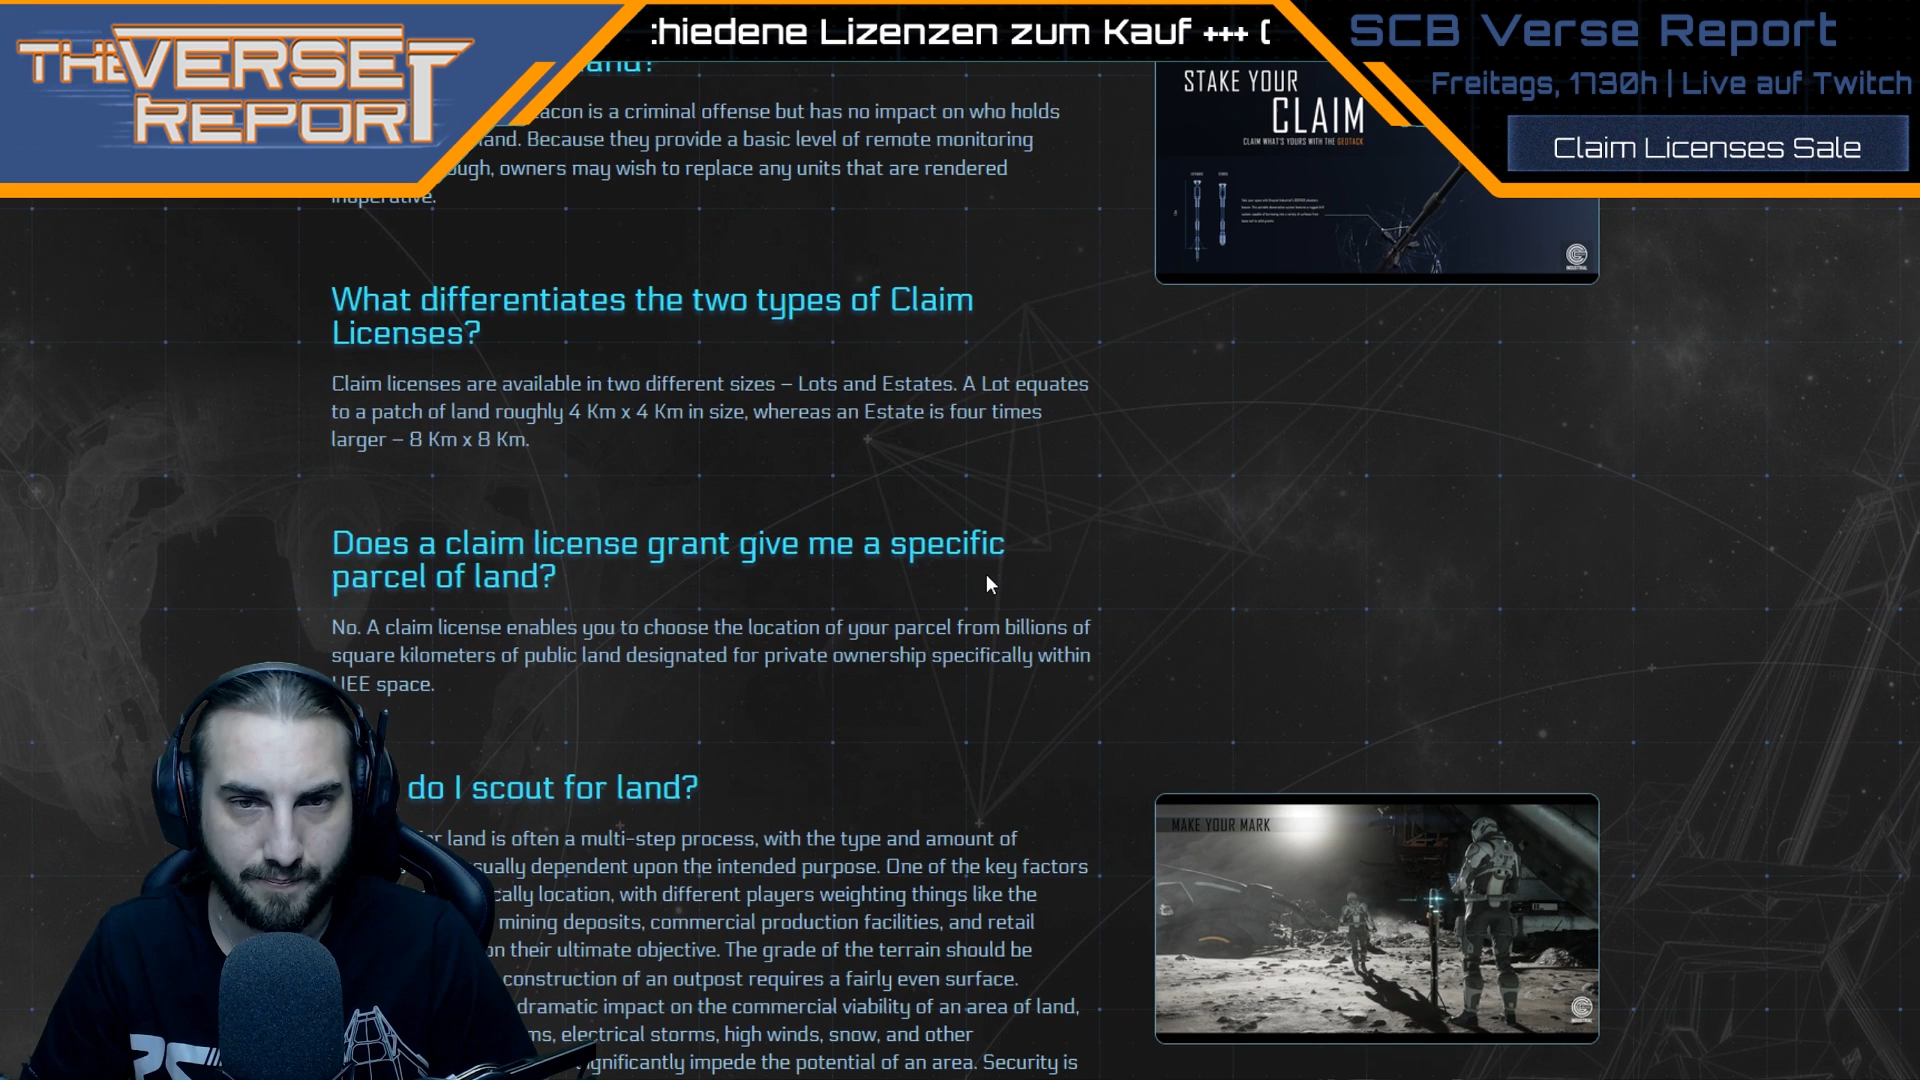 THE VERSE
REPORT
:hiedene Lizenzen zum Kauf +++ (
SCB Verse Report
Freitags, 1730h | Live auf Twitch
Claim Licenses Sale
land?
is a criminal offense but has no impact on who holds
land. Because they provide a basic level of remote monitoring
owners may wish to replace any units that are rendered
inoperative.
STAKE YOUR
CLAIM
CLAIM WHAT'S YOURS WITH THE GEOTACK
What differentiates the two types of Claim
Licenses?
Claim licenses are available in two different sizes – Lots and Estates. A Lot equates
to a patch of land roughly 4 Km x 4 Km in size, whereas an Estate is four times
larger – 8 Km x 8 Km.
Does a claim license grant give me a specific
parcel of land?
No. A claim license enables you to choose the location of your parcel from billions of
square kilometers of public land designated for private ownership specifically within
UEE space.
do I scout for land?
land is often a multi-step process, with the type and amount of
usually dependent upon the intended purpose. One of the key factors
location, with different players weighting things like the
mining deposits, commercial production facilities, and retail
on their ultimate objective. The grade of the terrain should be
construction of an outpost requires a fairly even surface.
dramatic impact on the commercial viability of an area of land,
electrical storms, high winds, snow, and other
significantly impede the potential of an area. Security is
MAKE YOUR MARK